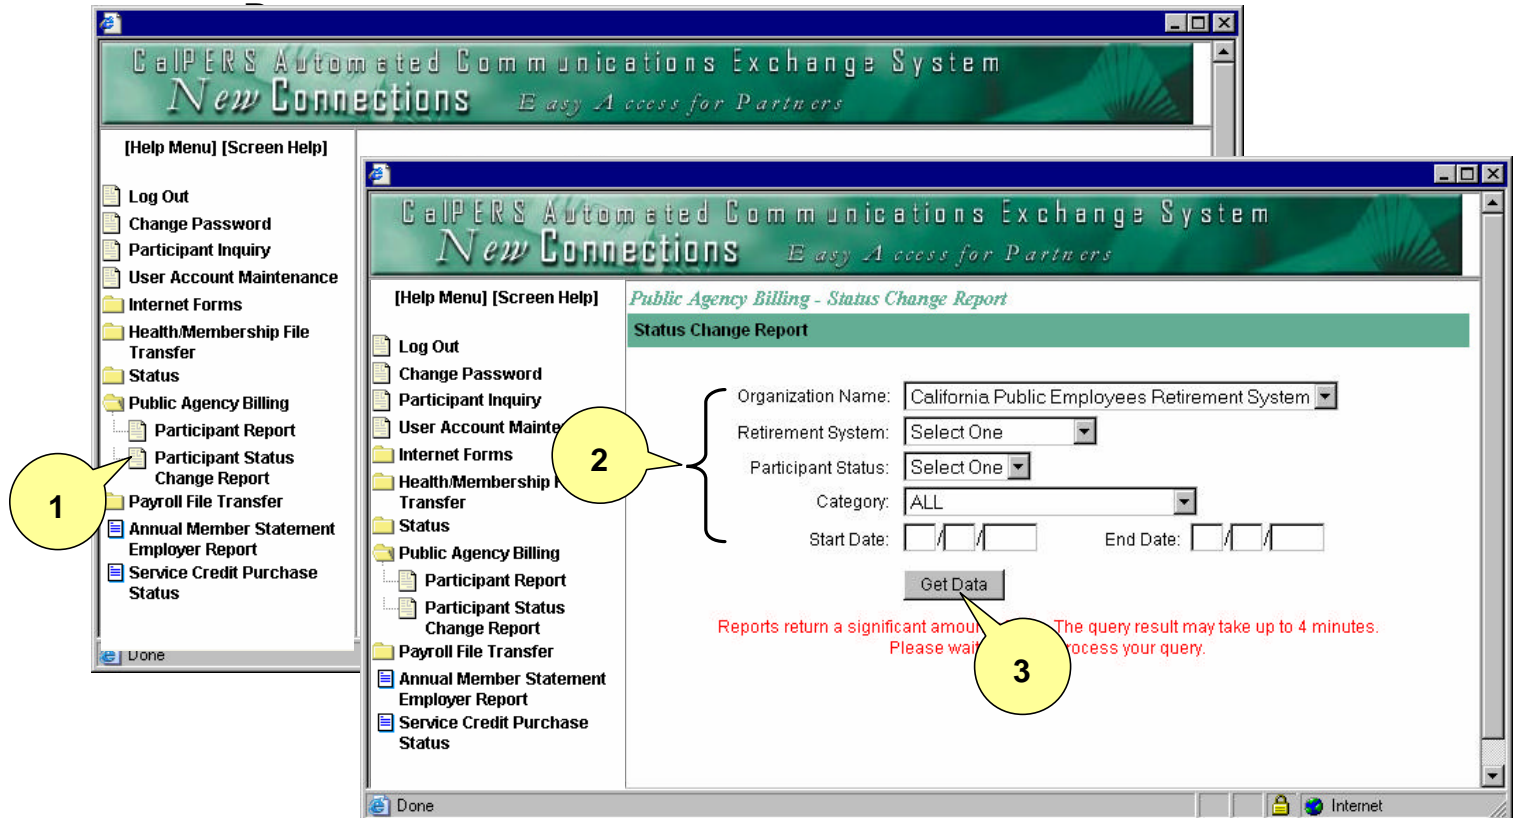 CalPERS Automated Communications Exchange System
New Connections Easy Access for Partners
[Help Menu] [Screen Help]
Log Out
Change Password
Participant Inquiry
User Account Maintenance
Internet Forms
Health/Membership File
Transfer
Status
Public Agency Billing
Participant Report
Participant Status
Change Report
Payroll File Transfer
Annual Member Statement
Employer Report
Service Credit Purchase
Status
Done
1
CalPERS Automated Communications Exchange System
New Connections Easy Access for Partners
[Help Menu] [Screen Help]
Log Out
Change Password
Participant Inquiry
User Account Mainte
Internet Forms
Health/Membership
Transfer
Status
Public Agency Billing
Participant Report
Participant Status
Change Report
Payroll File Transfer
Annual Member Statement
Employer Report
Service Credit Purchase
Status
2
Public Agency Billing - Status Change Report
Status Change Report
Organization Name: California Public Employees Retirement System
Retirement System: Select One
Participant Status: Select One
Category: ALL
Start Date: / / End Date: / /
Get Data
Reports return a significant amoun The query result may take up to 4 minutes.
Please wait ocess your query.
3
Done Internet